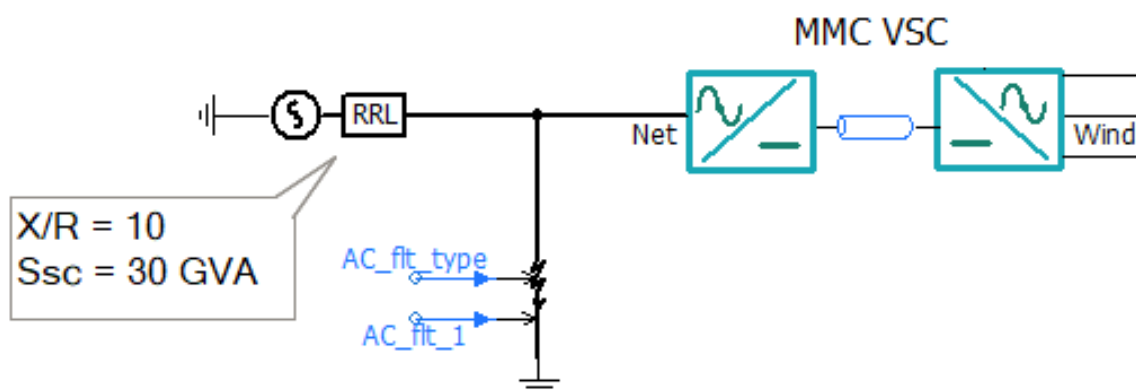 MMC VSC
RRL
Net
Wind
X/R = 10
Ssc = 30 GVA
AC_flt_type
AC_flt_1